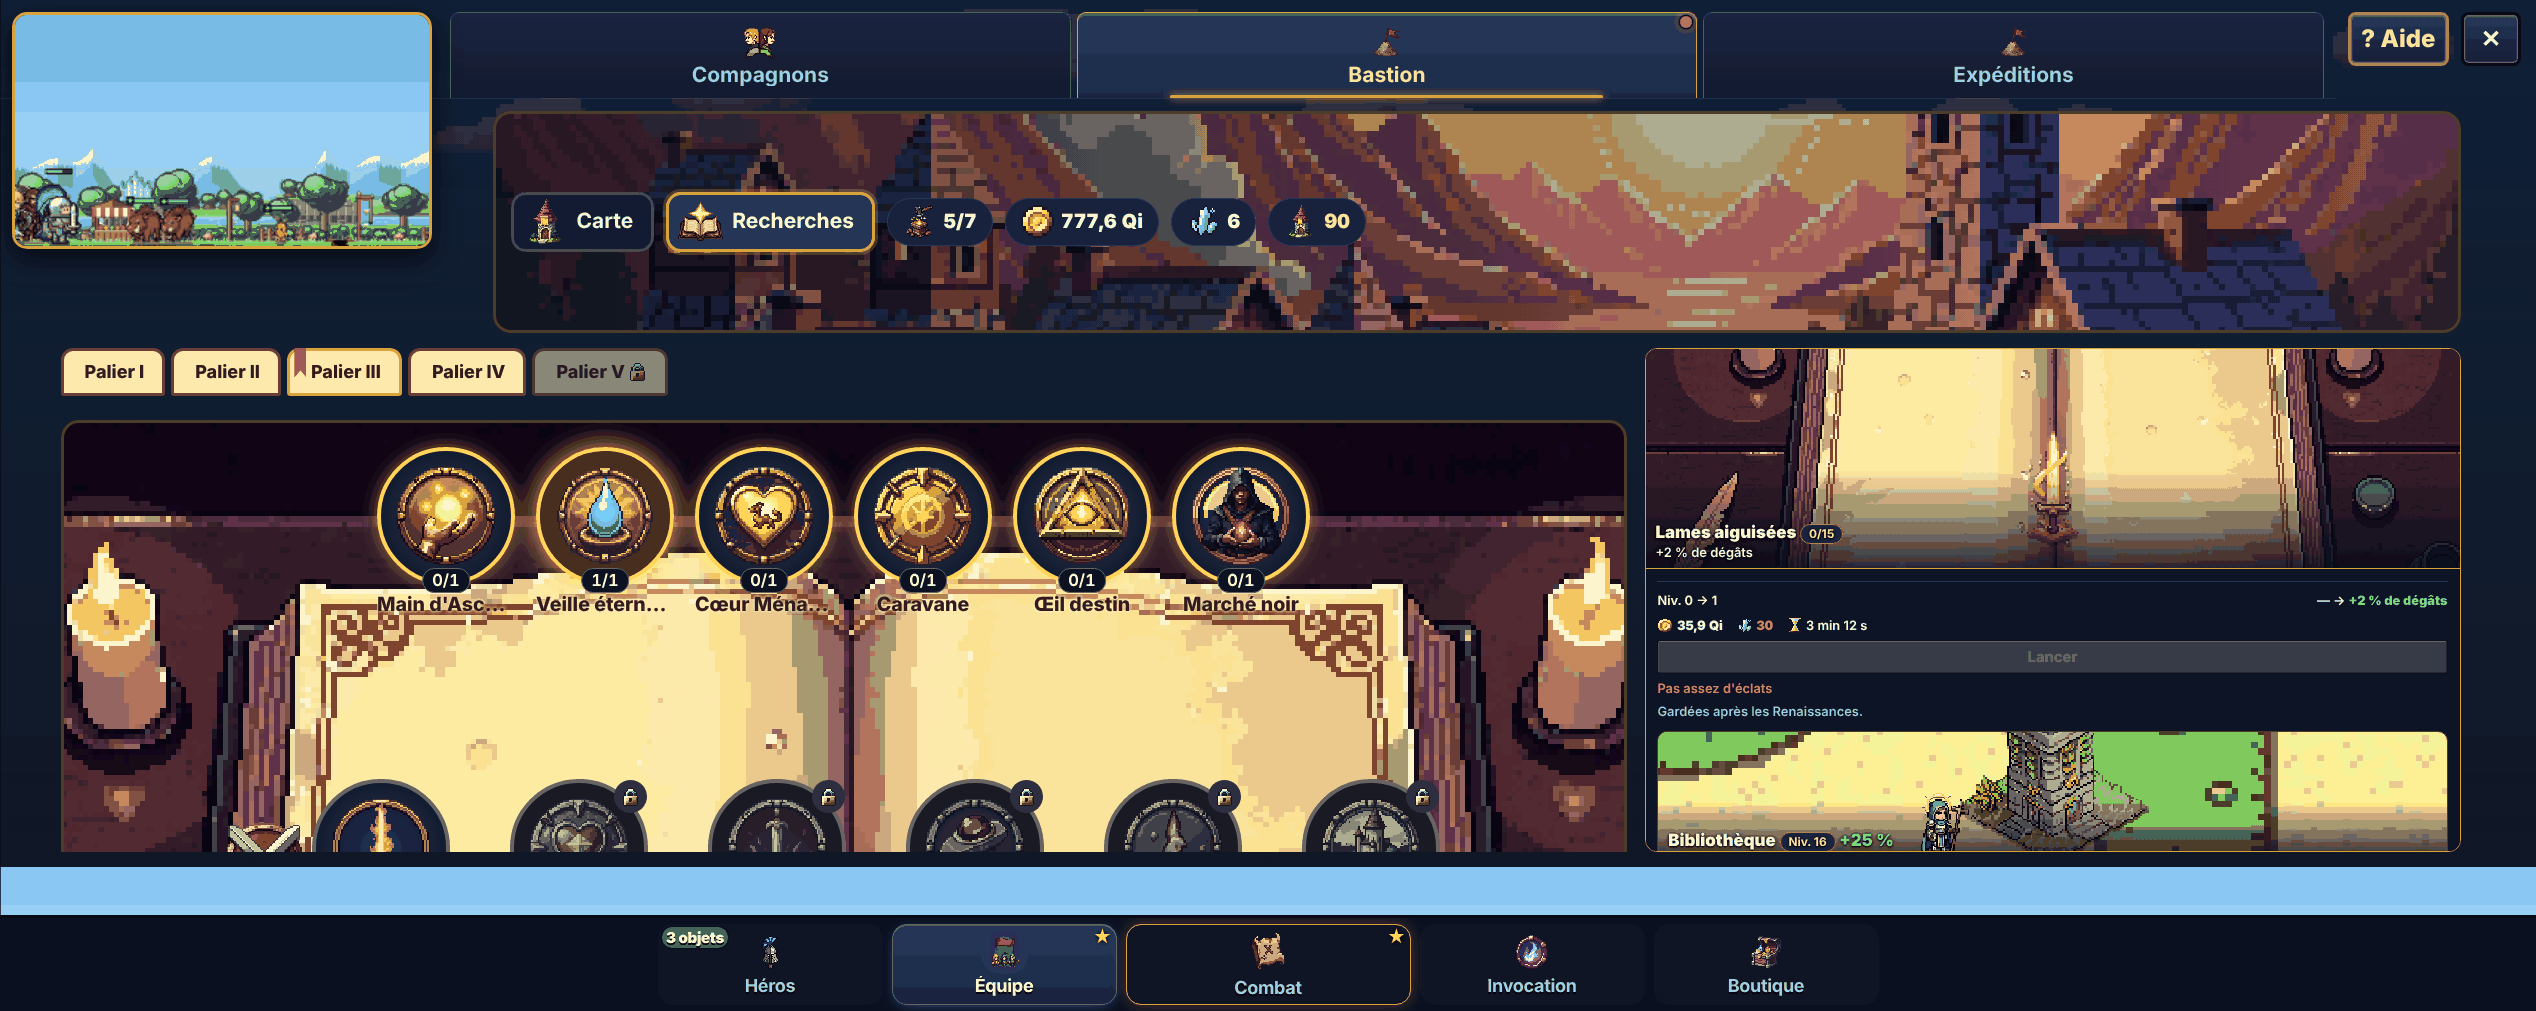 Compagnons
Bastion
Expéditions
? Aide
×
Carte
Recherches
5/7
777,6 Qi
6
90
Palier I
Palier II
Palier III
Palier IV
Palier V
0/1
1/1
0/1
0/1
0/1
0/1
Main d'Asc...
Veille étern...
Cœur Ména...
Caravane
Œil destin
Marché noir
Lames aiguisées 0/15
+2 % de dégâts
Niv. 0 → 1
— → +2 % de dégâts
35,9 Qi 30 3 min 12 s
Lancer
Pas assez d'éclats
Gardées après les Renaissances.
Bibliothèque Niv. 16 +25 %
3 objets
Héros
Équipe
Combat
Invocation
Boutique